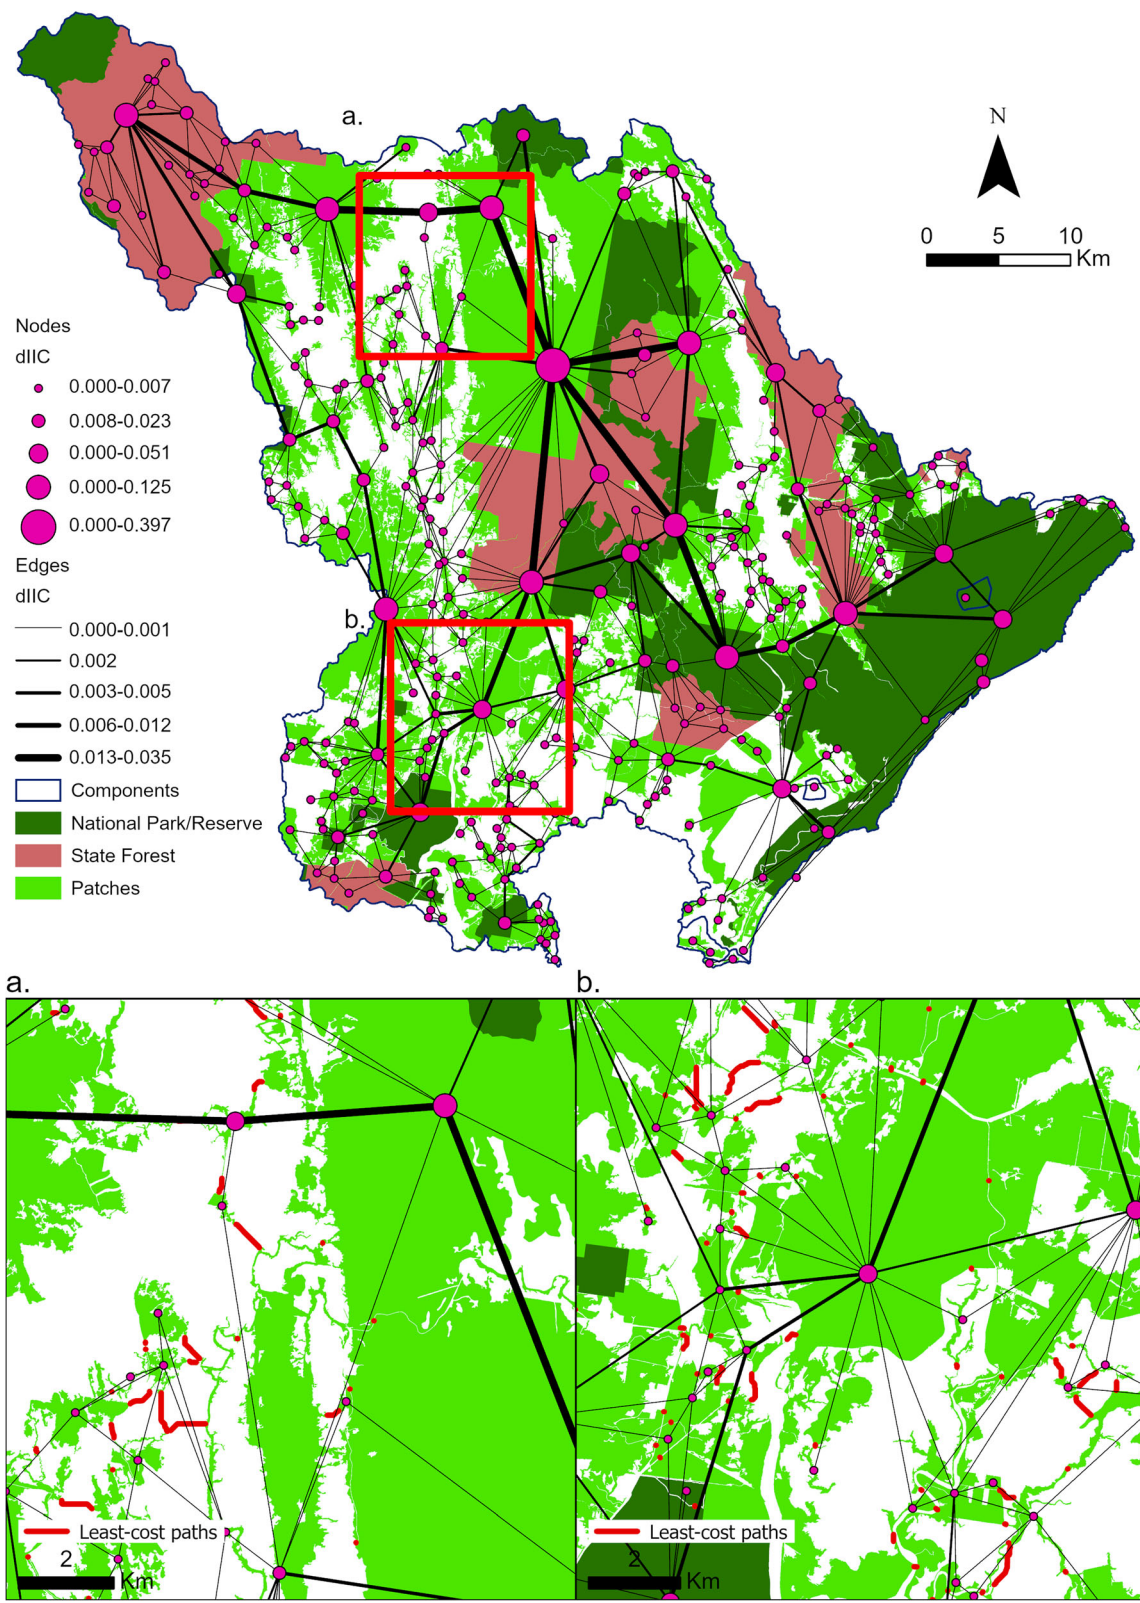 a.
N
0 5 10
Km
Nodes
dIIC
0.000-0.007
0.008-0.023
0.000-0.051
0.000-0.125
0.000-0.397
Edges
dIIC
0.000-0.001
0.002
0.003-0.005
0.006-0.012
0.013-0.035
Components
National Park/Reserve
State Forest
Patches
b.
a.
b.
Least-cost paths
2
Km
Least-cost paths
2
Km